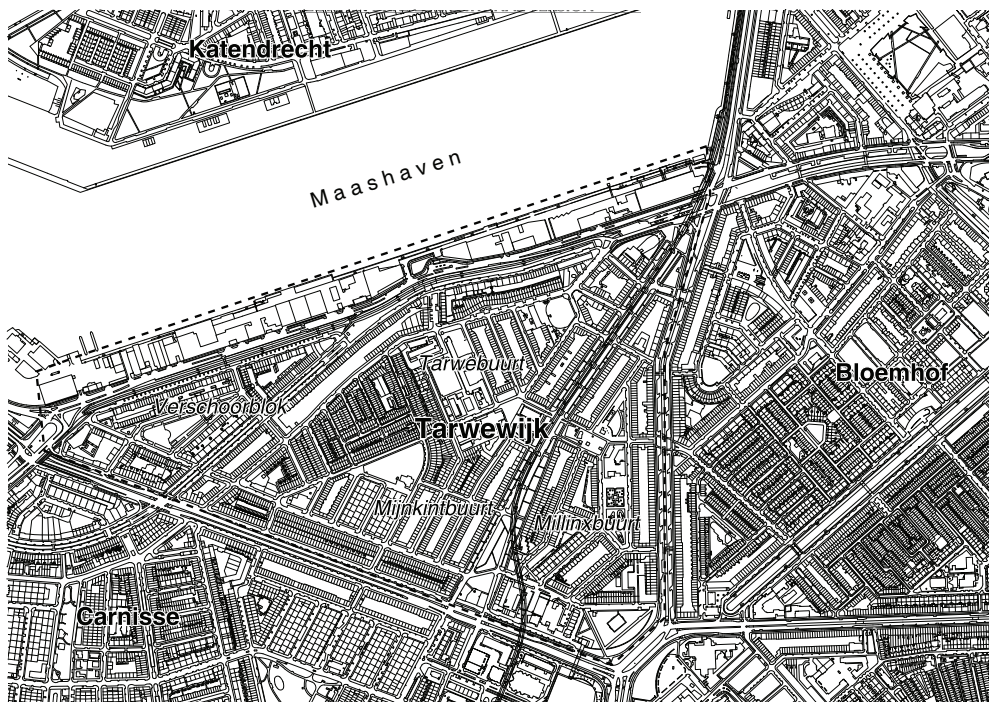 Katendrecht
Maashaven
Tarwebuurt
Bloemhof
Verschoorblok
Tarwewijk
Mijnkintbuurt
Millinxbuurt
Carnisse